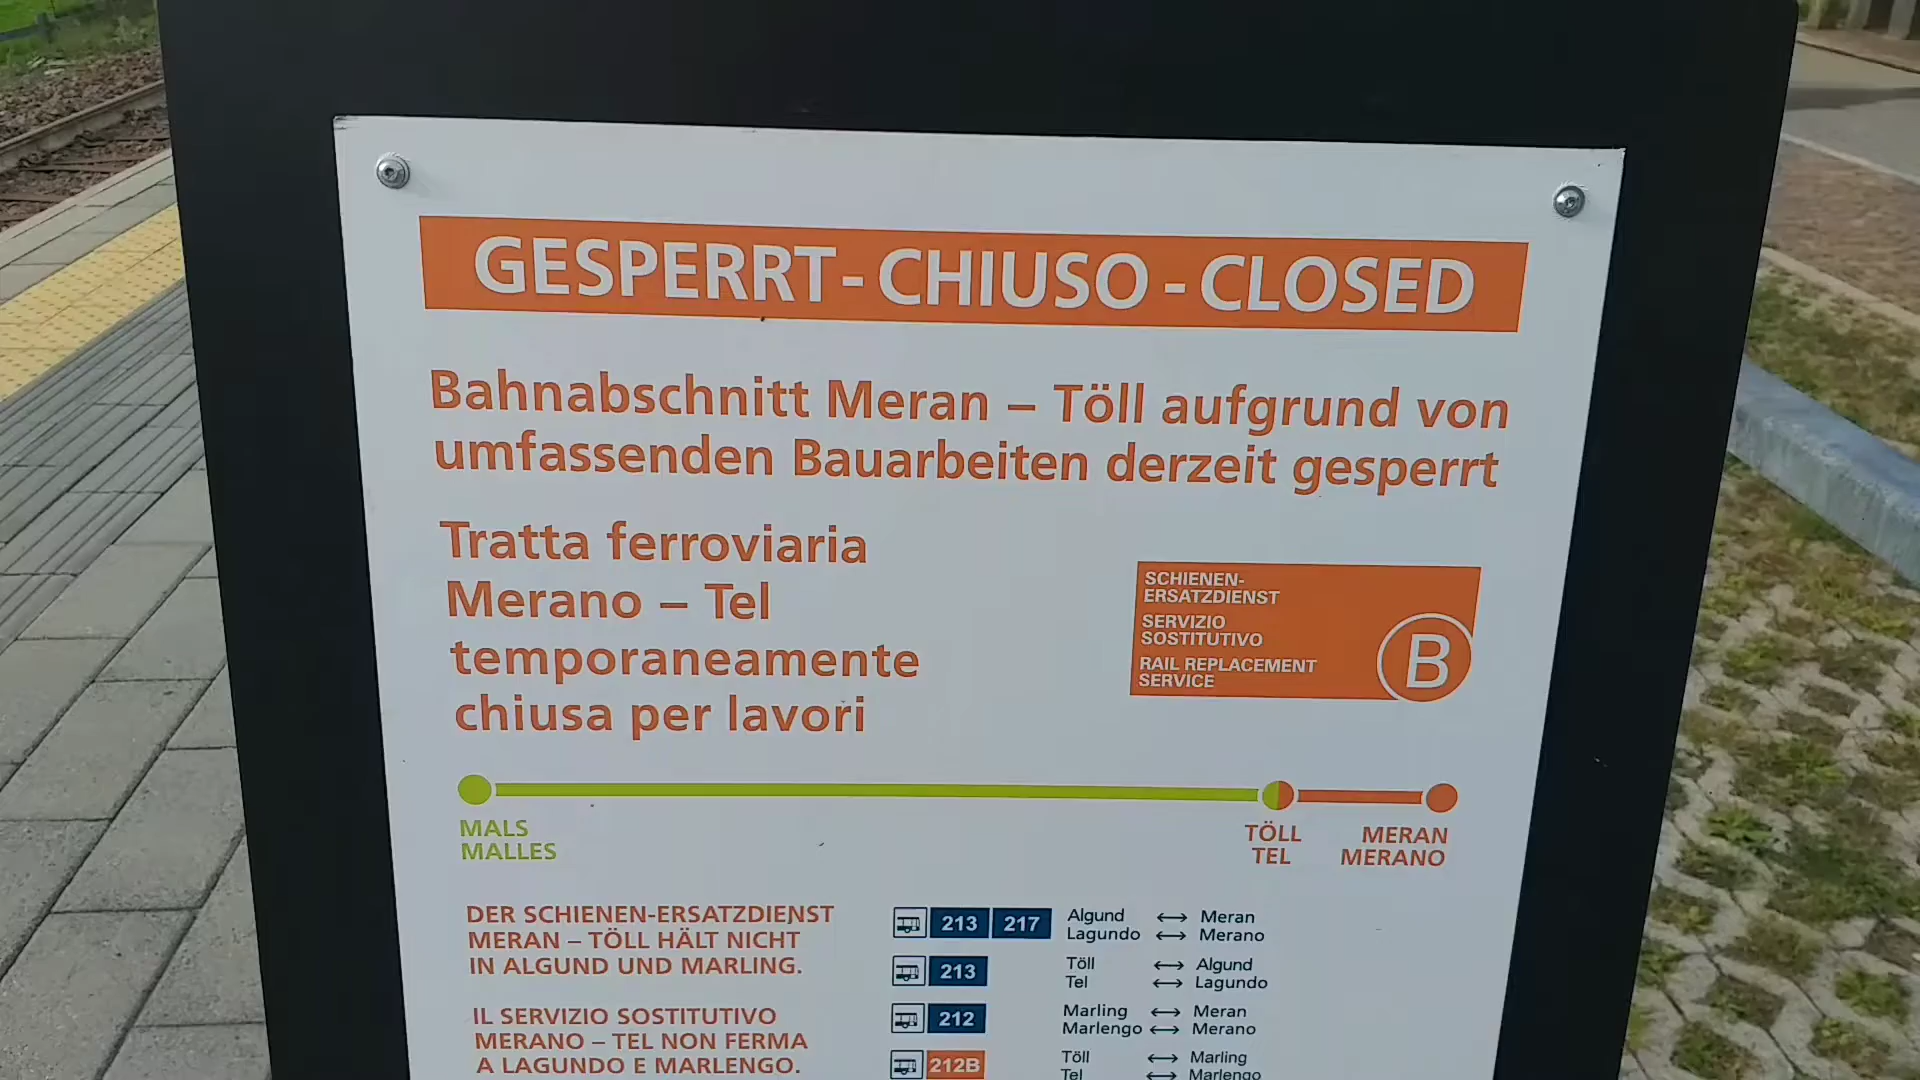 GESPERRT - CHIUSO - CLOSED
Bahnabschnitt Meran – Töll aufgrund von
umfassenden Bauarbeiten derzeit gesperrt
Tratta ferroviaria
Merano – Tel
temporaneamente
chiusa per lavori
SCHIENEN-
ERSATZDIENST
SERVIZIO
SOSTITUTIVO
RAIL REPLACEMENT
SERVICE
B
MALS
MALLES
TÖLL
TEL
MERAN
MERANO
DER SCHIENEN-ERSATZDIENST
MERAN – TÖLL HÄLT NICHT
IN ALGUND UND MARLING.
IL SERVIZIO SOSTITUTIVO
MERANO – TEL NON FERMA
A LAGUNDO E MARLENGO.
213 217 Algund ↔ Meran
Lagundo ↔ Merano
213 Töll ↔ Algund
Tel ↔ Lagundo
212 Marling ↔ Meran
Marlengo ↔ Merano
212B Töll ↔ Marling
Tel ↔ Marlengo